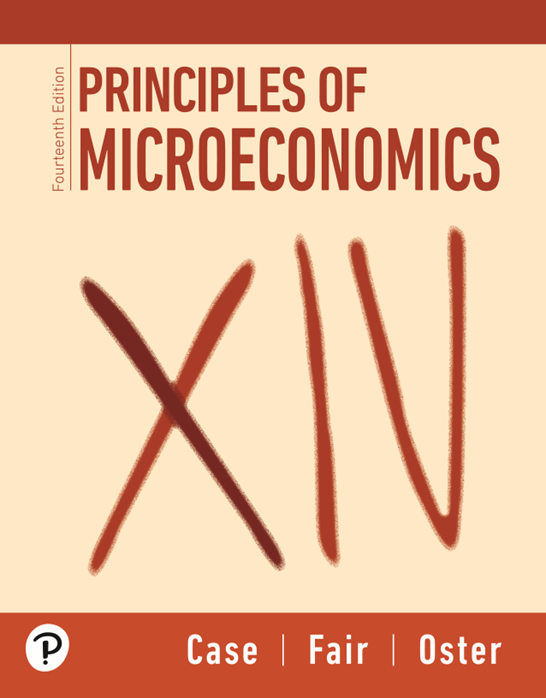 Fourteenth Edition
PRINCIPLES OF
MICROECONOMICS
XIV
P
Case | Fair | Oster